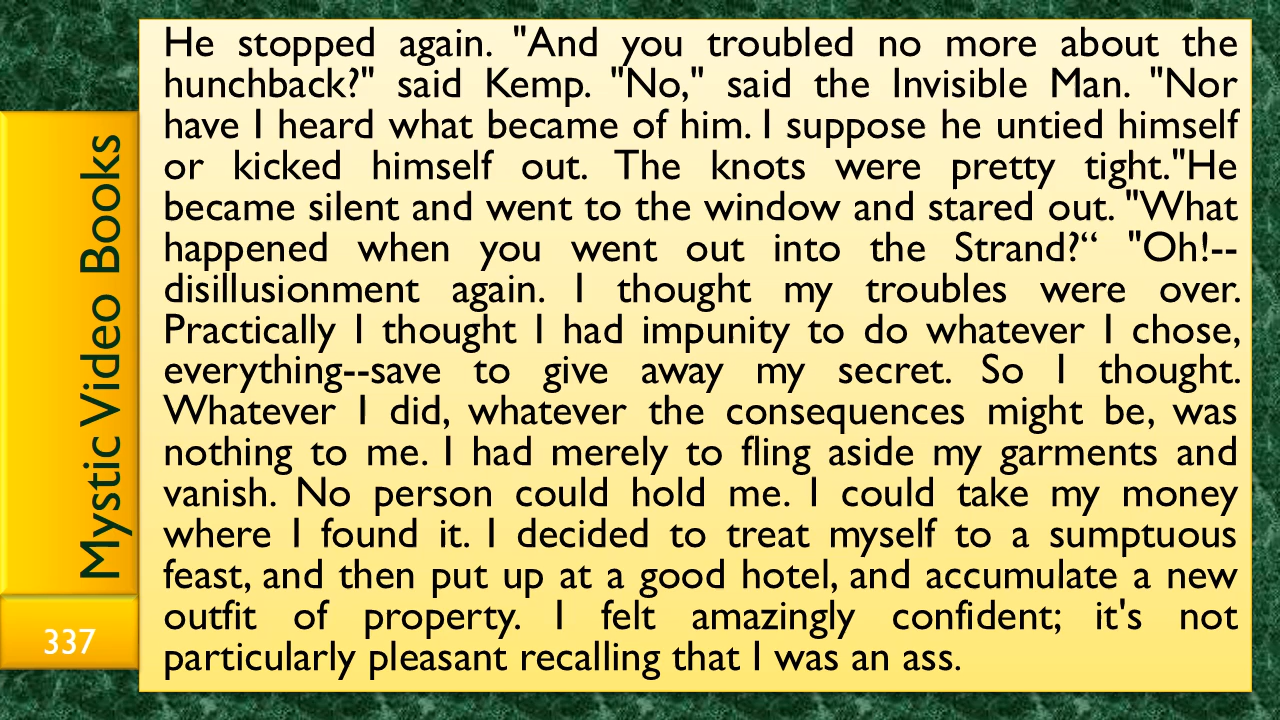 He stopped again. "And you troubled no more about the
hunchback?" said Kemp. "No," said the Invisible Man. "Nor
have I heard what became of him. I suppose he untied himself
or kicked himself out. The knots were pretty tight."He
became silent and went to the window and stared out. "What
happened when you went out into the Strand?“ "Oh!--
disillusionment again. I thought my troubles were over.
Practically I thought I had impunity to do whatever I chose,
everything--save to give away my secret. So I thought.
Whatever I did, whatever the consequences might be, was
nothing to me. I had merely to fling aside my garments and
vanish. No person could hold me. I could take my money
where I found it. I decided to treat myself to a sumptuous
feast, and then put up at a good hotel, and accumulate a new
outfit of property. I felt amazingly confident; it's not
particularly pleasant recalling that I was an ass.
Mystic Video Books
337